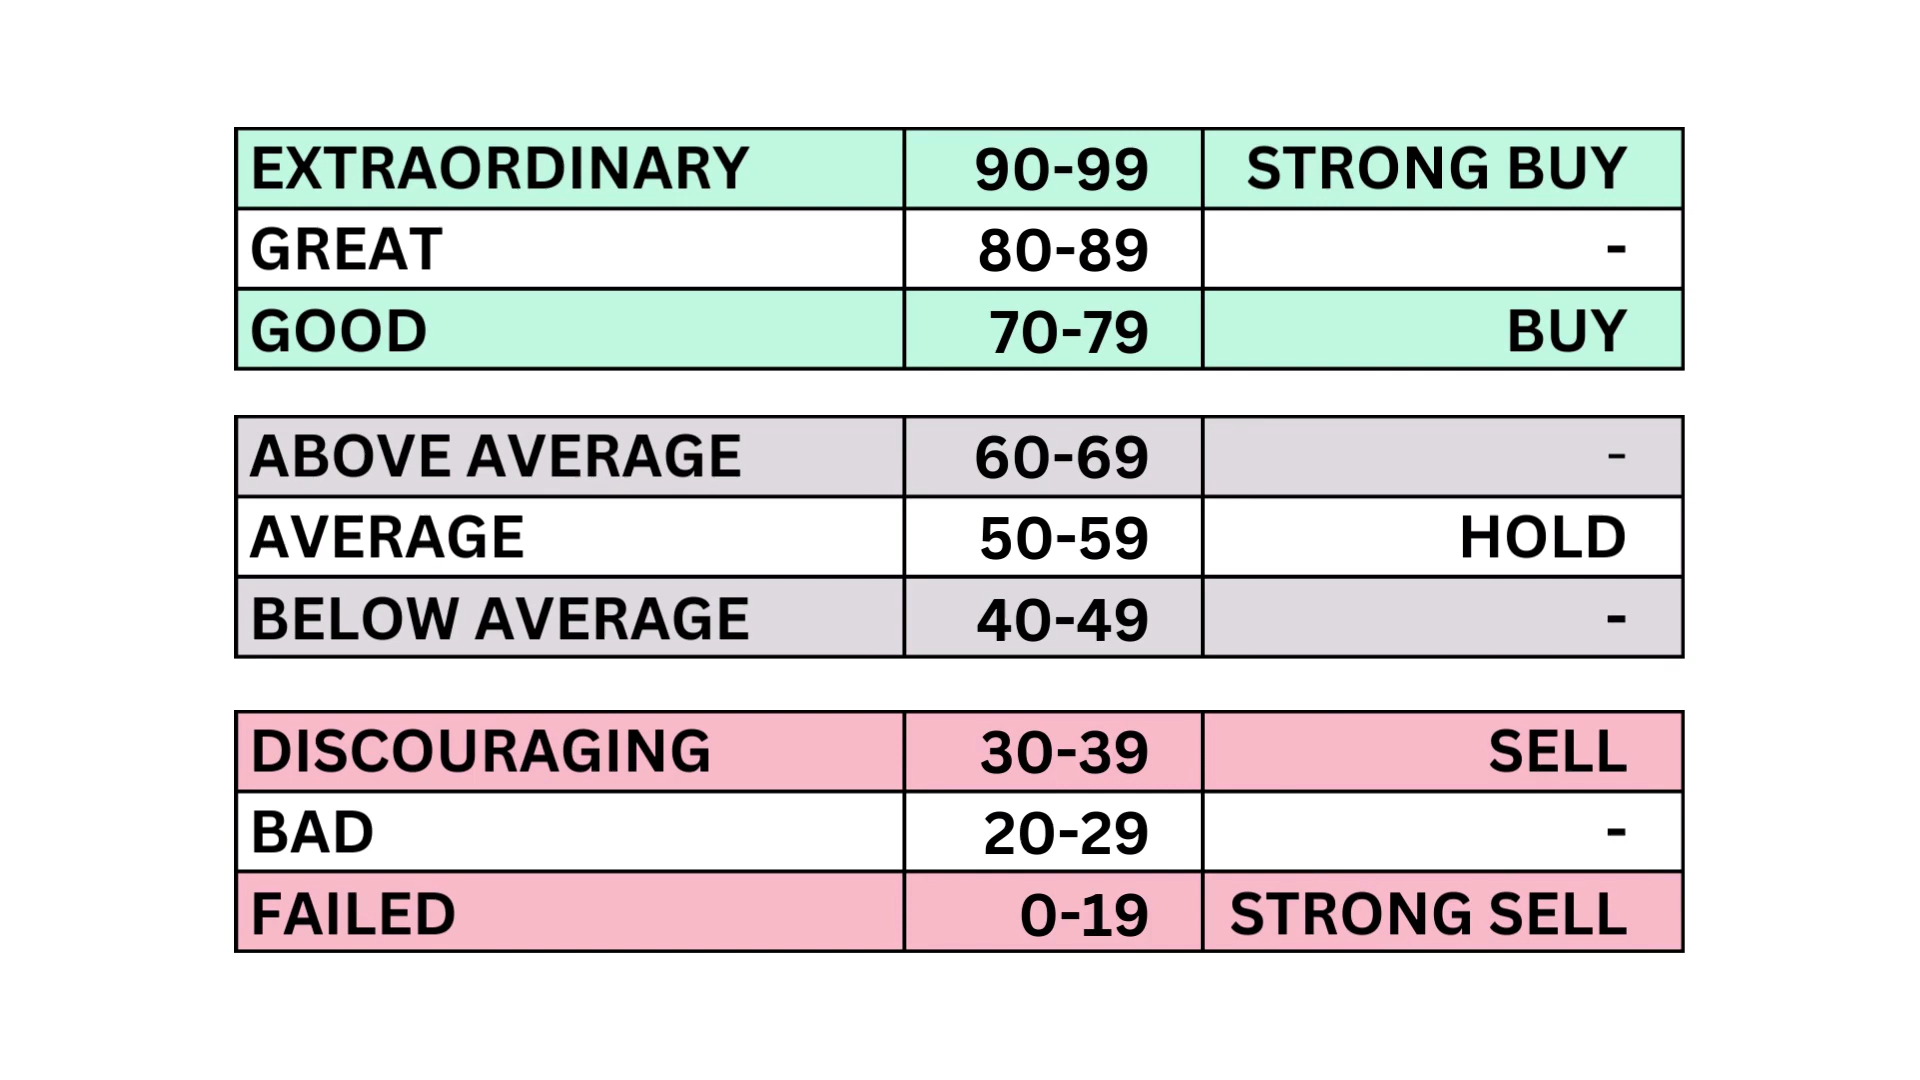 EXTRAORDINARY 90-99 STRONG BUY
GREAT 80-89 -
GOOD 70-79 BUY
ABOVE AVERAGE 60-69 -
AVERAGE 50-59 HOLD
BELOW AVERAGE 40-49 -
DISCOURAGING 30-39 SELL
BAD 20-29 -
FAILED 0-19 STRONG SELL